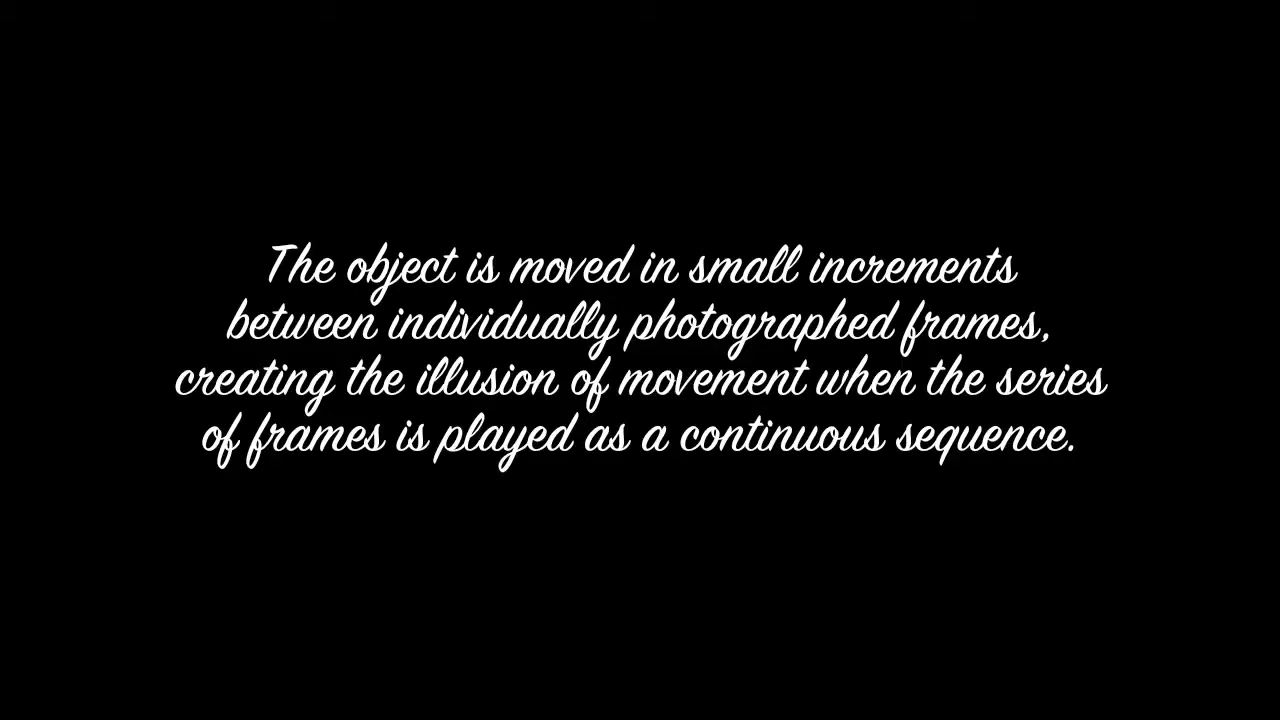 The object is moved in small increments
between individually photographed frames,
creating the illusion of movement when the series
of frames is played as a continuous sequence.